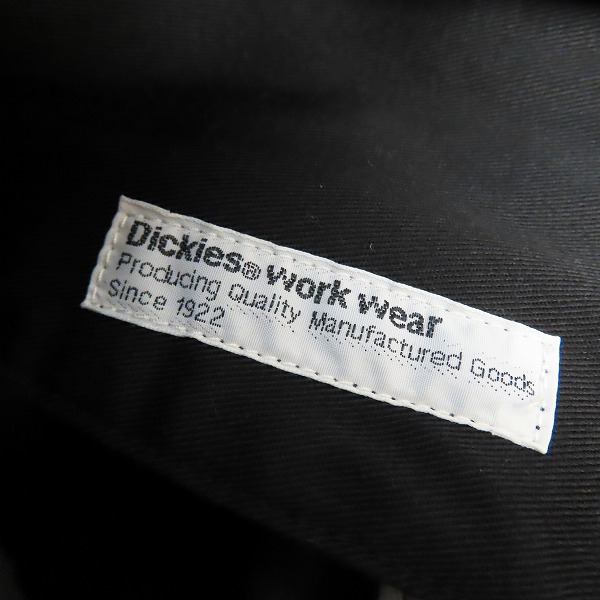 Dickies® work wear
Producing Quality Manufactured Goods
Since 1922